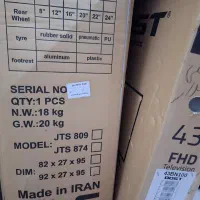 Rear Wheel 8" 12" 16" 20" 22" 24"
tyre rubber solid pneumatic PU
footrest aluminum plastic
SERIAL NO
QTY:1 PCS
N.W.: 18 kg
G.W.: 20 kg
MODEL: JTS 809
JTS 874
DIM: 82 x 27 x 95
92 x 27 x 95
Made in IRAN
ST
43
FHD
Television